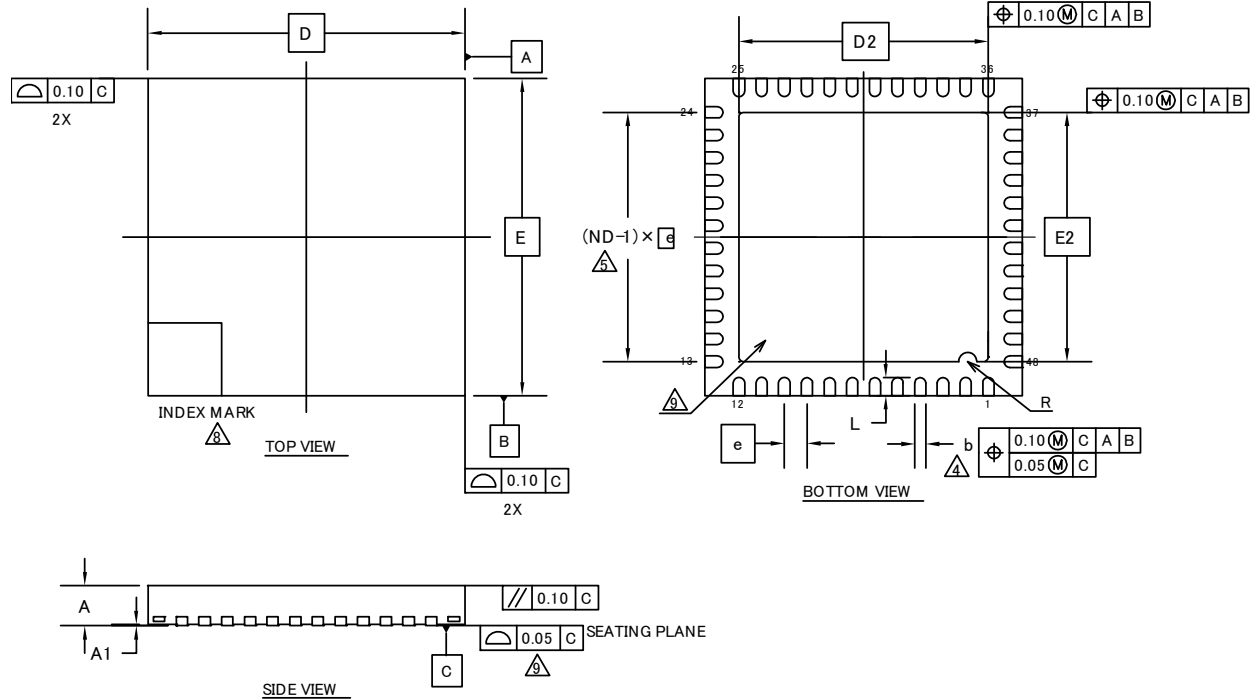 D
A
⌓ 0.10 C
2X
E
INDEX MARK
8
TOP VIEW
B
⌓ 0.10 C
2X
⌖ 0.10 Ⓜ C A B
D2
25
36
⌖ 0.10 Ⓜ C A B
24
37
(ND-1)× e
5
E2
13
48
9
12
1
L
R
e
b
4
⌖ 0.10 Ⓜ C A B
0.05 Ⓜ C
BOTTOM VIEW
A
A1
// 0.10 C
⌓ 0.05 C SEATING PLANE
9
C
SIDE VIEW